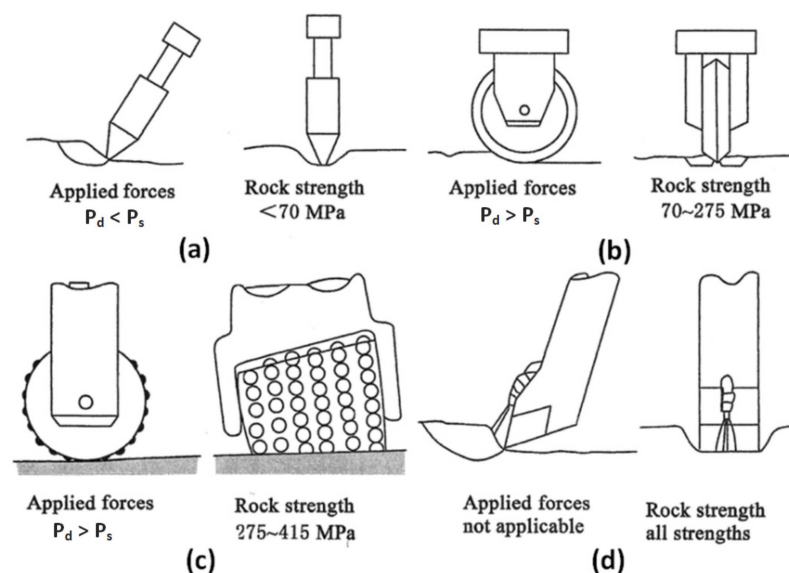 Applied forces
P_d < P_s
Rock strength
<70 MPa
(a)
Applied forces
P_d > P_s
Rock strength
70~275 MPa
(b)
Applied forces
P_d > P_s
Rock strength
275~415 MPa
(c)
Applied forces
not applicable
Rock strength
all strengths
(d)